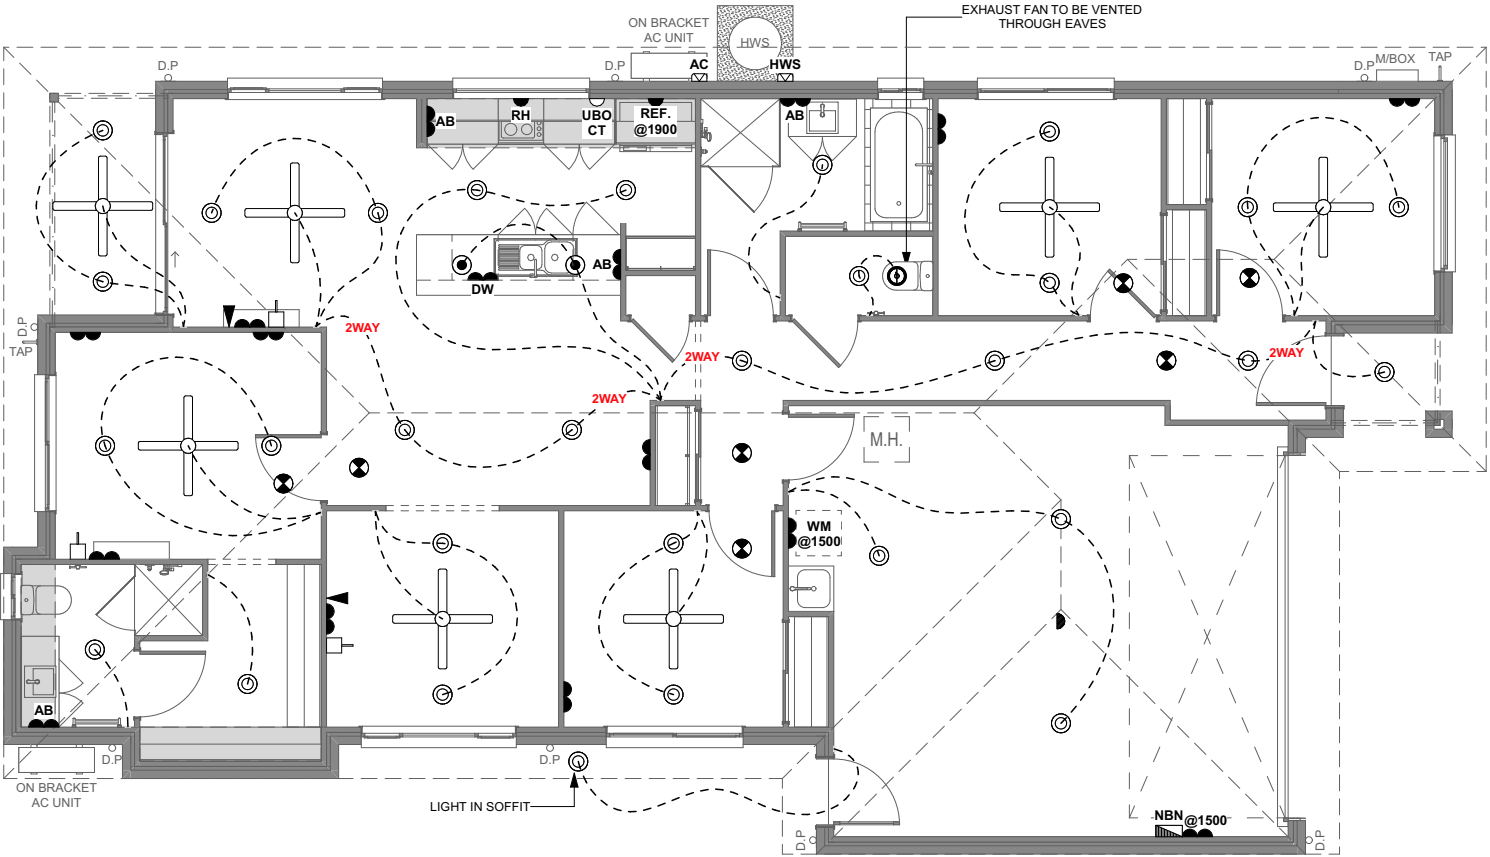 EXHAUST FAN TO BE VENTED
THROUGH EAVES
ON BRACKET
AC UNIT
HWS
D.P
D.P
AC
HWS
D.P
M/BOX
TAP
AB
RH
UBO
CT
REF.
@1900
AB
AB
DW
D.P
TAP
2WAY
2WAY
2WAY
2WAY
M.H.
WM
@1500
AB
D.P
D.P
ON BRACKET
AC UNIT
LIGHT IN SOFFIT
NBN
@1500
D.P
D.P